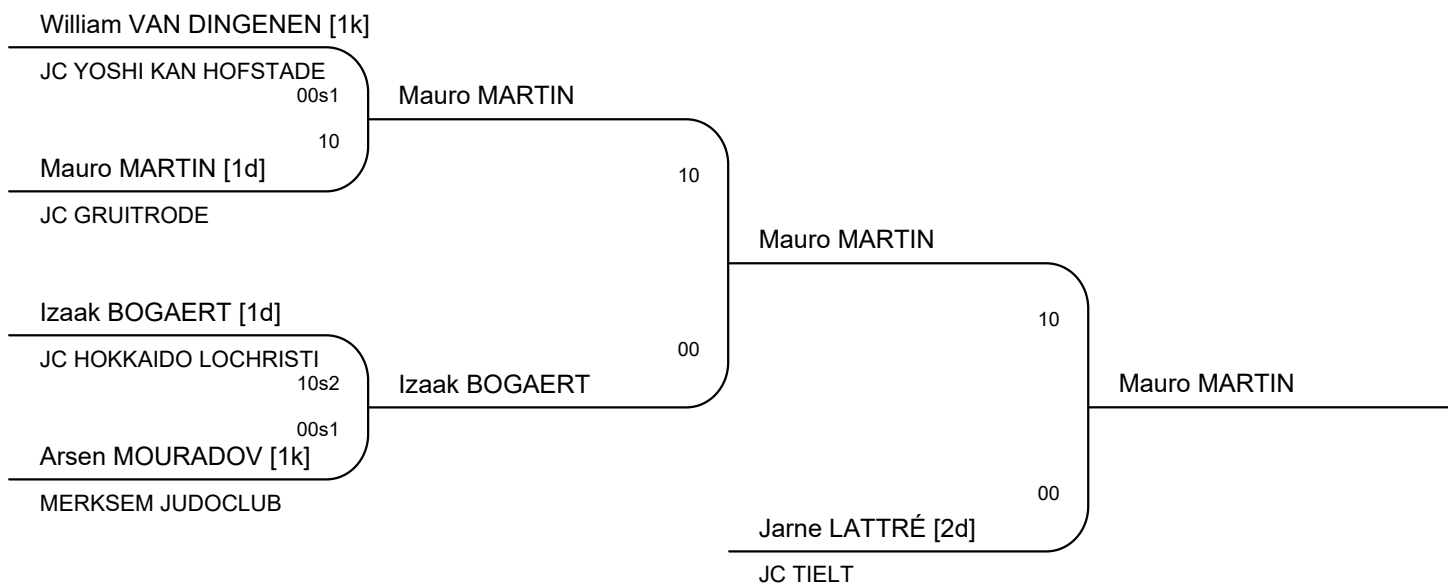 William VAN DINGENEN [1k]
JC YOSHI KAN HOFSTADE
00s1
Mauro MARTIN
10
Mauro MARTIN [1d]
10
JC GRUITRODE
Mauro MARTIN
Izaak BOGAERT [1d]
10
JC HOKKAIDO LOCHRISTI
00
10s2
Izaak BOGAERT
Mauro MARTIN
00s1
Arsen MOURADOV [1k]
MERKSEM JUDOCLUB
00
Jarne LATTRÉ [2d]
JC TIELT